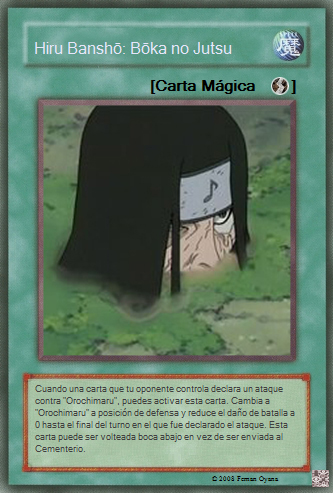 Hiru Banshō: Bōka no Jutsu
魔
[Carta Mágica ]
Cuando una carta que tu oponente controla declara un ataque
contra "Orochimaru", puedes activar esta carta. Cambia a
"Orochimaru" a posición de defensa y reduce el daño de batalla a
0 hasta el final del turno en el que fue declarado el ataque. Esta
carta puede ser volteada boca abajo en vez de ser enviada al
Cementerio.
© 2008 Fernan Oyana